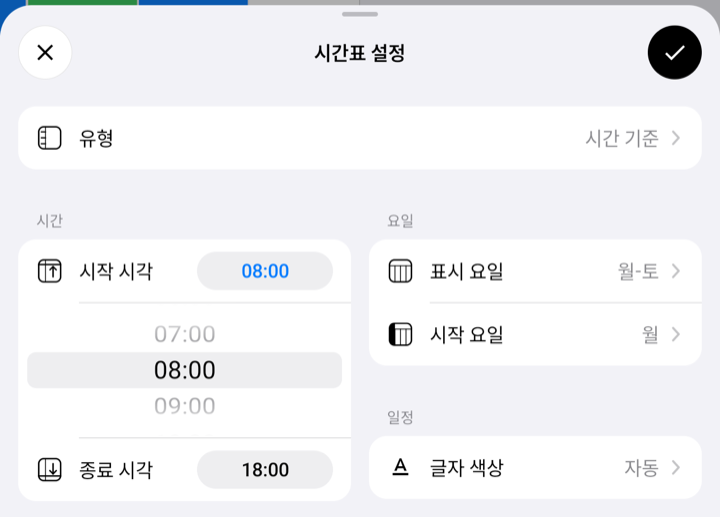 시간표 설정
유형
시간 기준
시간
시작 시각
08:00
07:00
08:00
09:00
종료 시각
18:00
요일
표시 요일
월-토
시작 요일
월
일정
글자 색상
자동